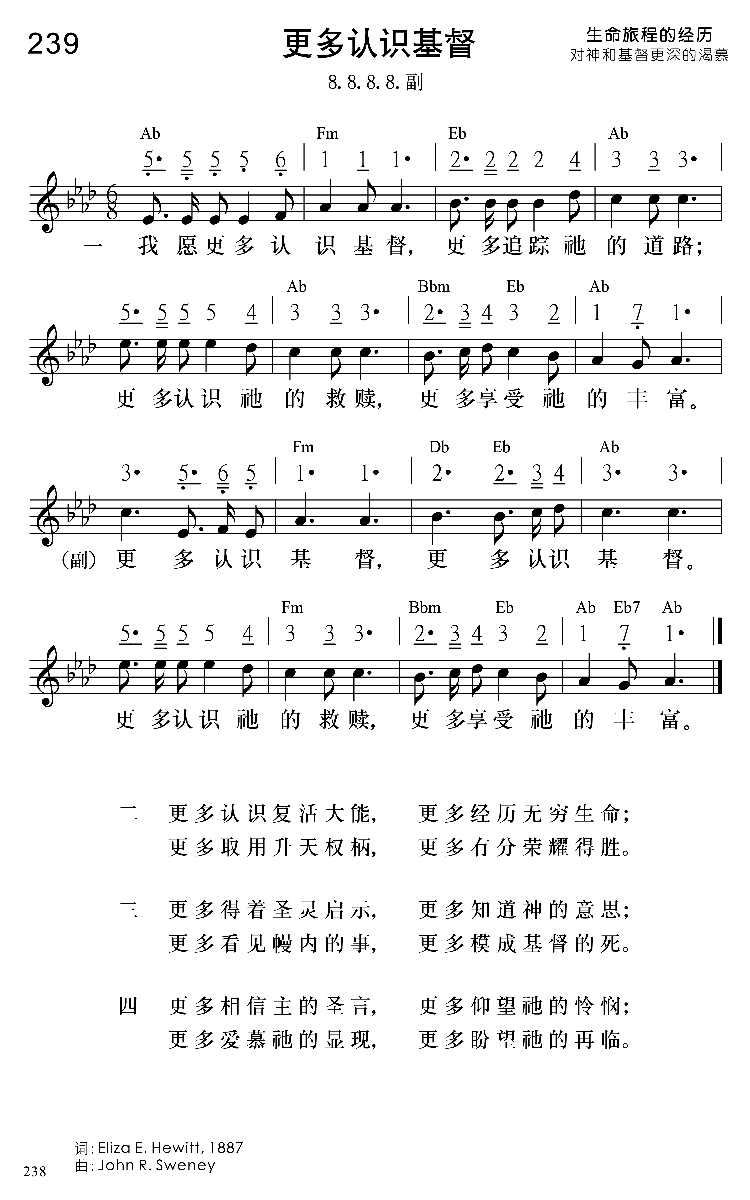 239
更多认识基督
生命旅程的经历
对神和基督更深的渴慕
8. 8. 8. 8. 副
Ab Fm Eb Ab
5· 5 5 5 6 | 1 1 1· | 2· 2 2 2 4 | 3 3 3· |
6/8
一 我愿更多认识基督，更多追踪祂的道路；
Ab Bbm Eb Ab
5· 5 5 5 4 | 3 3 3· | 2· 3 4 3 2 | 1 7 1· |
更多认识祂的救赎，更多享受祂的丰富。
Fm Db Eb Ab
3· 5· 6 5 | 1· 1· | 2· 2· 3 4 | 3· 3· |
（副）更多认识基督，更多认识基督。
Fm Bbm Eb Ab Eb7 Ab
5· 5 5 5 4 | 3 3 3· | 2· 3 4 3 2 | 1 7 1·
更多认识祂的救赎，更多享受祂的丰富。
二 更多认识复活大能， 更多经历无穷生命；
更多取用升天权柄， 更多有分荣耀得胜。
三 更多得着圣灵启示， 更多知道神的意思；
更多看见幔内的事， 更多模成基督的死。
四 更多相信主的圣言， 更多仰望祂的怜悯；
更多爱慕祂的显现， 更多盼望祂的再临。
词：Eliza E. Hewitt, 1887
曲：John R. Sweney
238